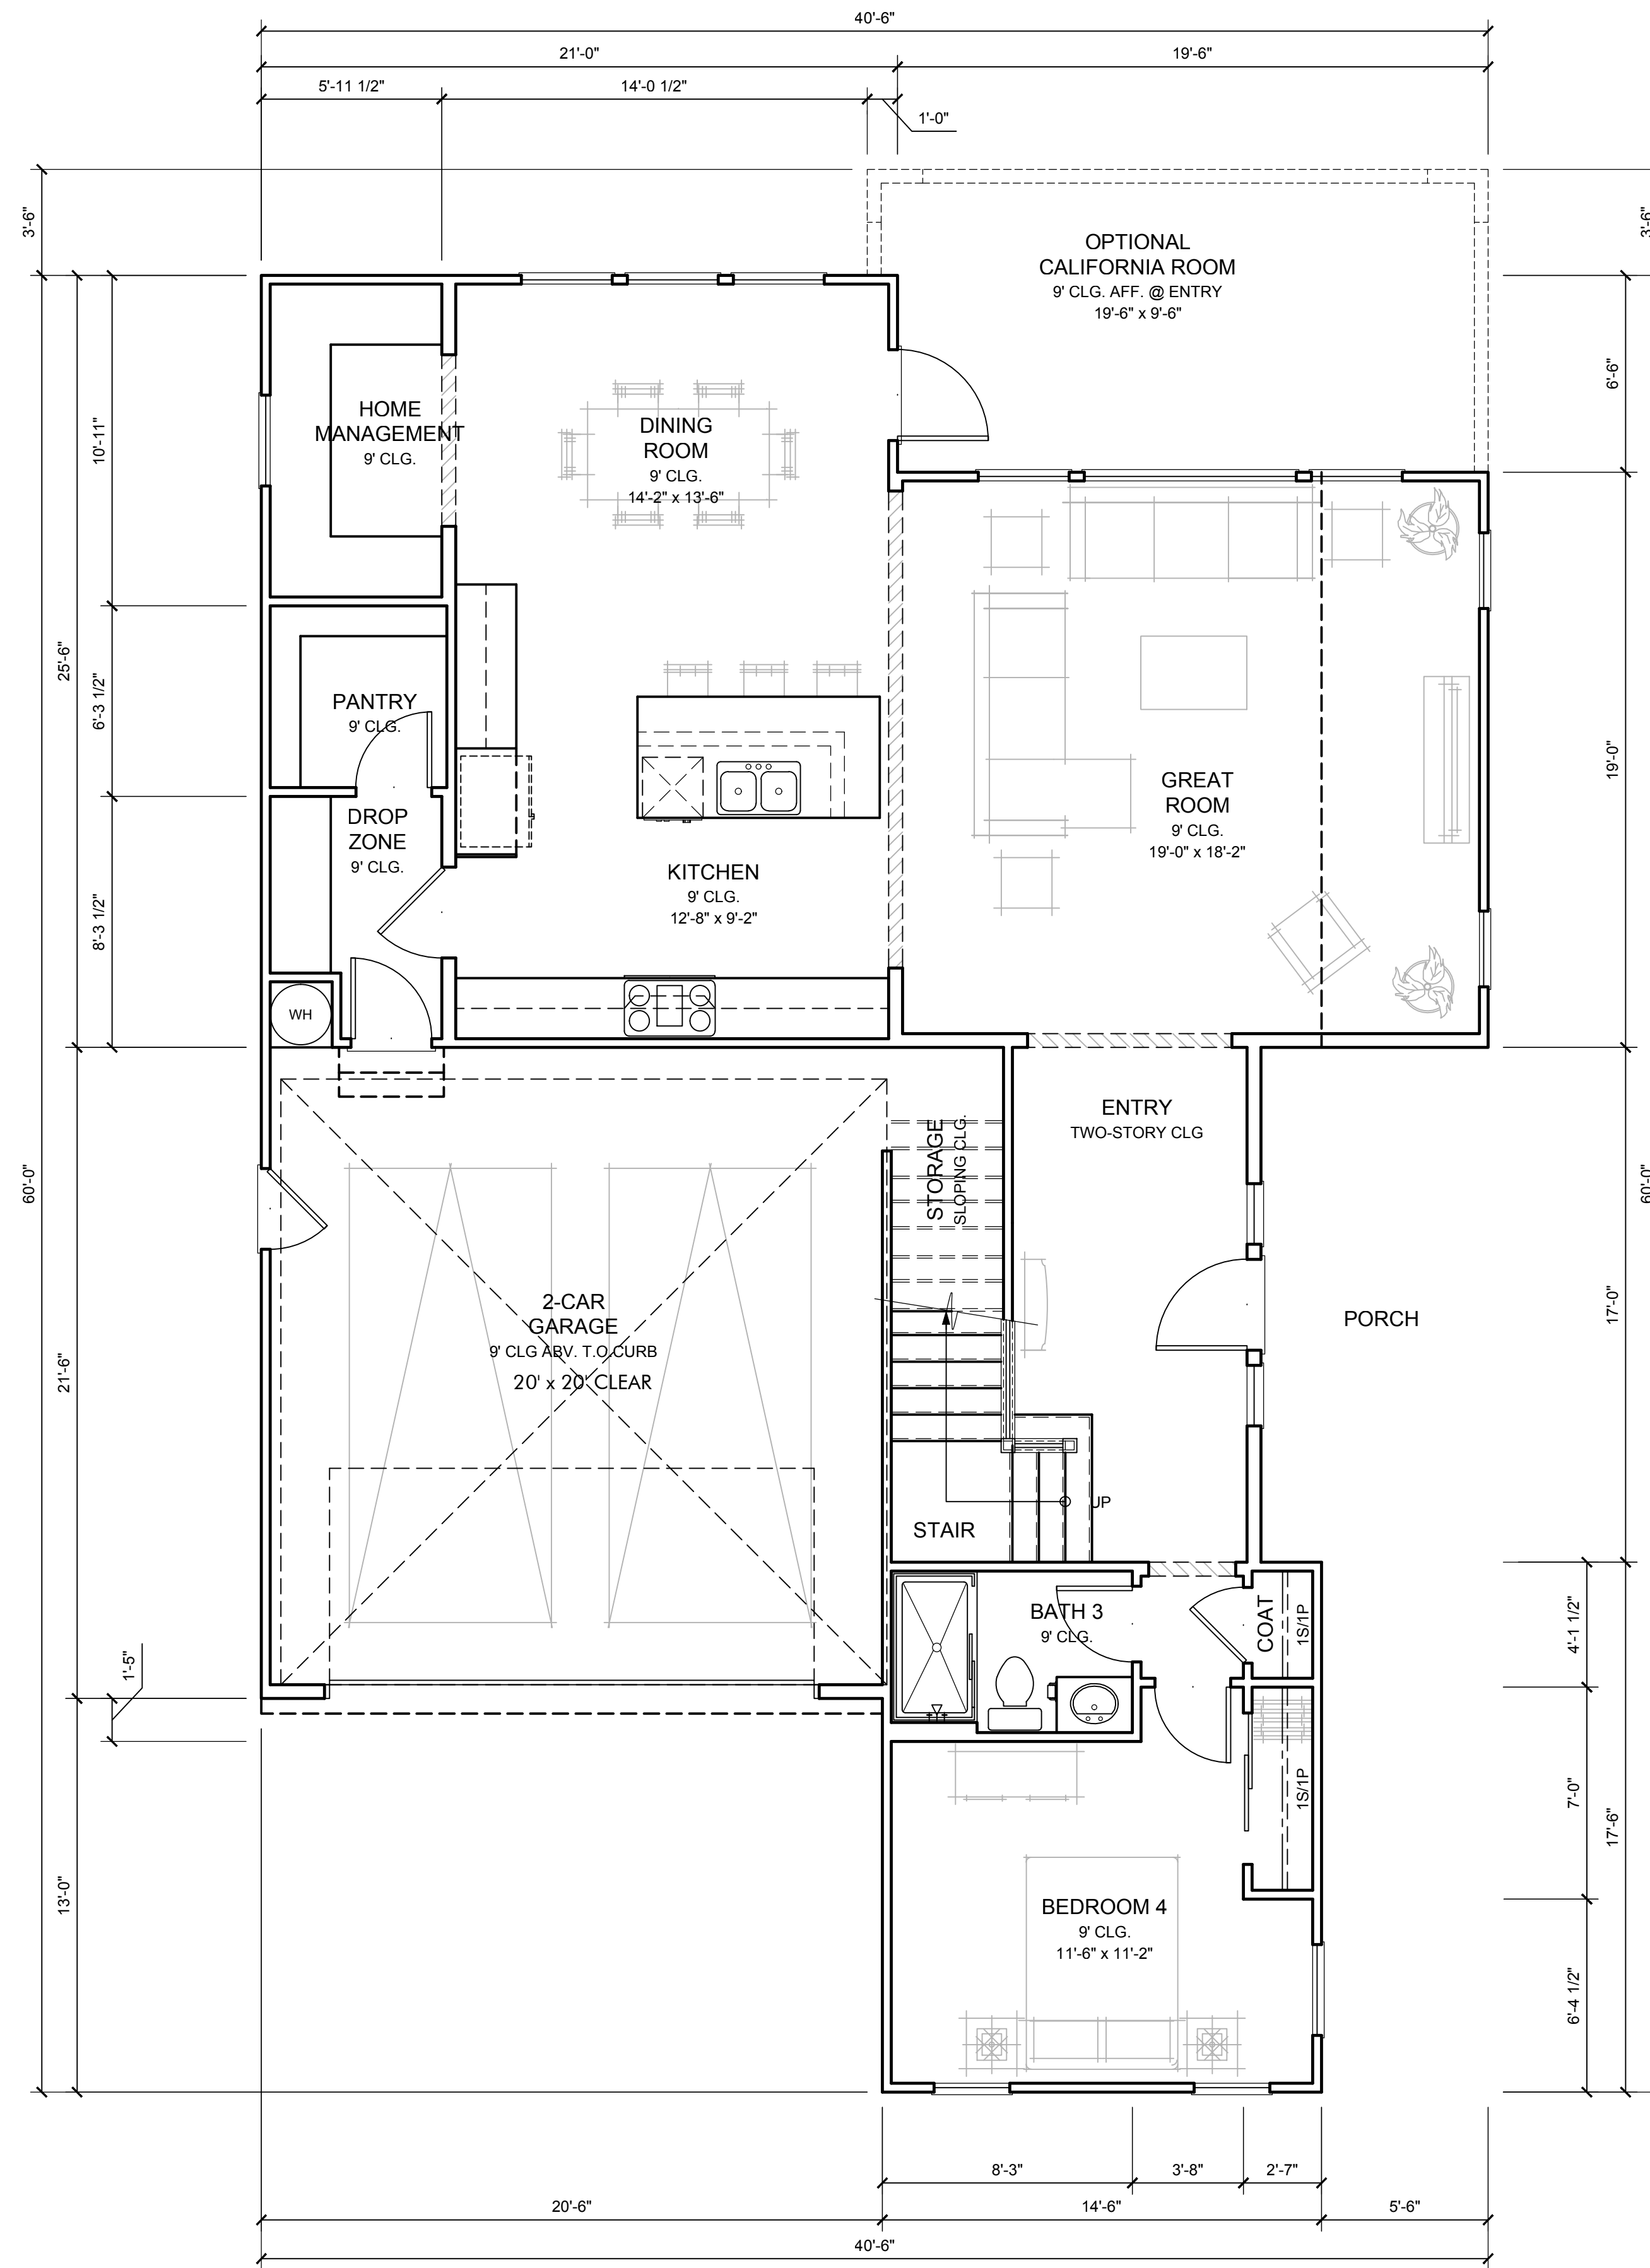 40'-6"
21'-0"
19'-6"
5'-11 1/2"
14'-0 1/2"
1'-0"
3'-6"
3'-6"
OPTIONAL
CALIFORNIA ROOM
9' CLG. AFF. @ ENTRY
19'-6" x 9'-6"
HOME
MANAGEMENT
9' CLG.
DINING
ROOM
9' CLG.
14'-2" x 13'-6"
10'-11"
6'-6"
25'-6"
6'-3 1/2"
PANTRY
9' CLG.
DROP
ZONE
9' CLG.
8'-3 1/2"
GREAT
ROOM
9' CLG.
19'-0" x 18'-2"
19'-0"
KITCHEN
9' CLG.
12'-8" x 9'-2"
WH
ENTRY
TWO-STORY CLG
STORAGE
SLOPING CLG.
60'-0"
60'-0"
2-CAR
GARAGE
9' CLG ABV. T.O.CURB
20' x 20' CLEAR
21'-6"
PORCH
17'-0"
UP
STAIR
BATH 3
9' CLG.
COAT
1S/1P
4'-1 1/2"
1'-5"
1S/1P
7'-0"
17'-6"
13'-0"
BEDROOM 4
9' CLG.
11'-6" x 11'-2"
6'-4 1/2"
8'-3"
3'-8"
2'-7"
20'-6"
14'-6"
5'-6"
40'-6"